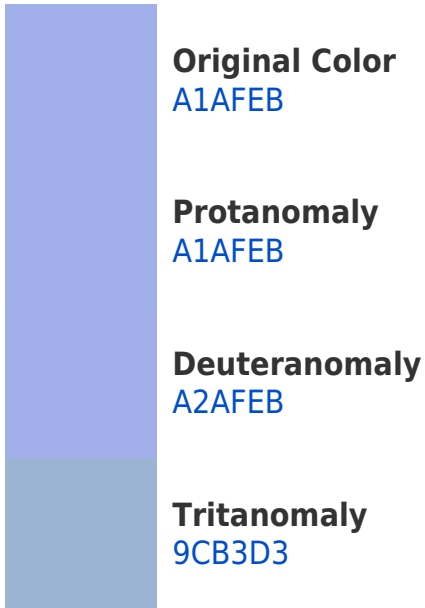 Original Color
A1AFEB
Protanomaly
A1AFEB
Deuteranomaly
A2AFEB
Tritanomaly
9CB3D3